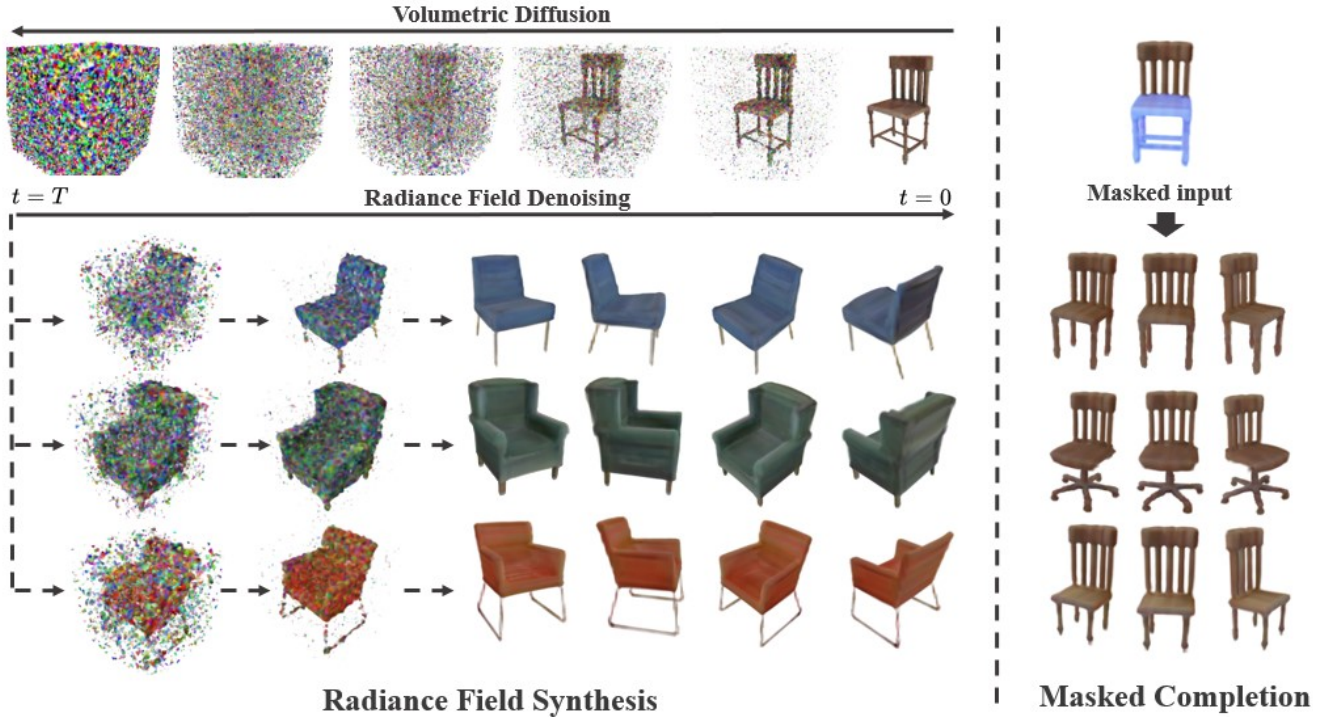 Volumetric Diffusion
t = T
Radiance Field Denoising
t = 0
Radiance Field Synthesis
Masked input
Masked Completion